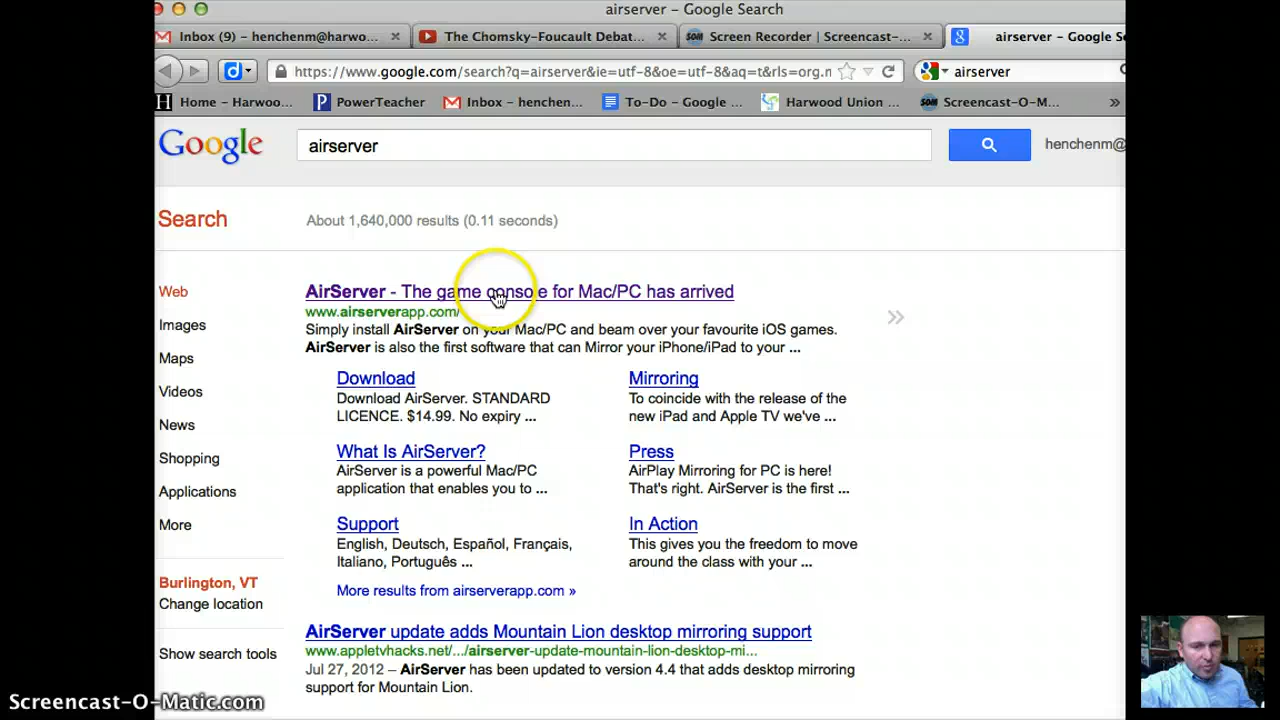 airserver - Google Search
Inbox (9) - henchenm@harwo...
The Chomsky-Foucault Debat...
Screen Recorder | Screencast-...
airserver - Google Se
https://www.google.com/search?q=airserver&ie=utf-8&oe=utf-8&aq=t&rls=org.m
airserver
Home - Harwoo...
PowerTeacher
Inbox - henchen...
To-Do - Google ...
Harwood Union ...
Screencast-O-M...
»
Google
airserver
henchenm@
Search
About 1,640,000 results (0.11 seconds)
Web
Images
Maps
Videos
News
Shopping
Applications
More
Burlington, VT
Change location
Show search tools
AirServer - The game console for Mac/PC has arrived
www.airserverapp.com/
Simply install AirServer on your Mac/PC and beam over your favourite iOS games.
AirServer is also the first software that can Mirror your iPhone/iPad to your ...
Download
Download AirServer. STANDARD
LICENCE. $14.99. No expiry ...
Mirroring
To coincide with the release of the
new iPad and Apple TV we've ...
What Is AirServer?
AirServer is a powerful Mac/PC
application that enables you to ...
Press
AirPlay Mirroring for PC is here!
That's right. AirServer is the first ...
Support
English, Deutsch, Español, Français,
Italiano, Português ...
In Action
This gives you the freedom to move
around the class with your ...
More results from airserverapp.com »
AirServer update adds Mountain Lion desktop mirroring support
www.appletvhacks.net/.../airserver-update-mountain-lion-desktop-mi...
Jul 27, 2012 – AirServer has been updated to version 4.4 that adds desktop mirroring
support for Mountain Lion.
Screencast-O-Matic.com